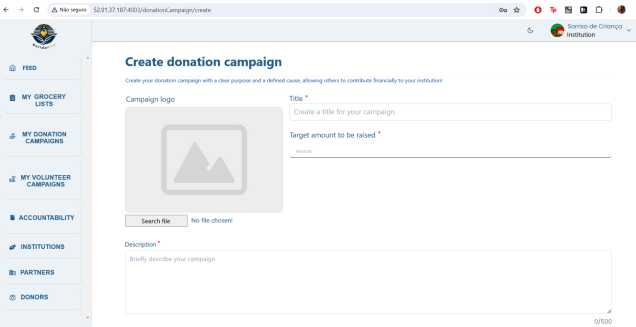 Não seguro
52.91.37.187:4003/donationCampaign/create
Sorriso de Criança
Institution
FEED
MY GROCERY
LISTS
MY DONATION
CAMPAIGNS
MY VOLUNTEER
CAMPAIGNS
ACCOUNTABILITY
INSTITUTIONS
PARTNERS
DONORS
Create donation campaign
Create your donation campaign with a clear purpose and a defined cause, allowing others to contribute financially to your institution!
Campaign logo
Title *
Create a title for your campaign
Target amount to be raised *
Amount
Search file
No file chosen!
Description *
Briefly describe your campaign
0/500